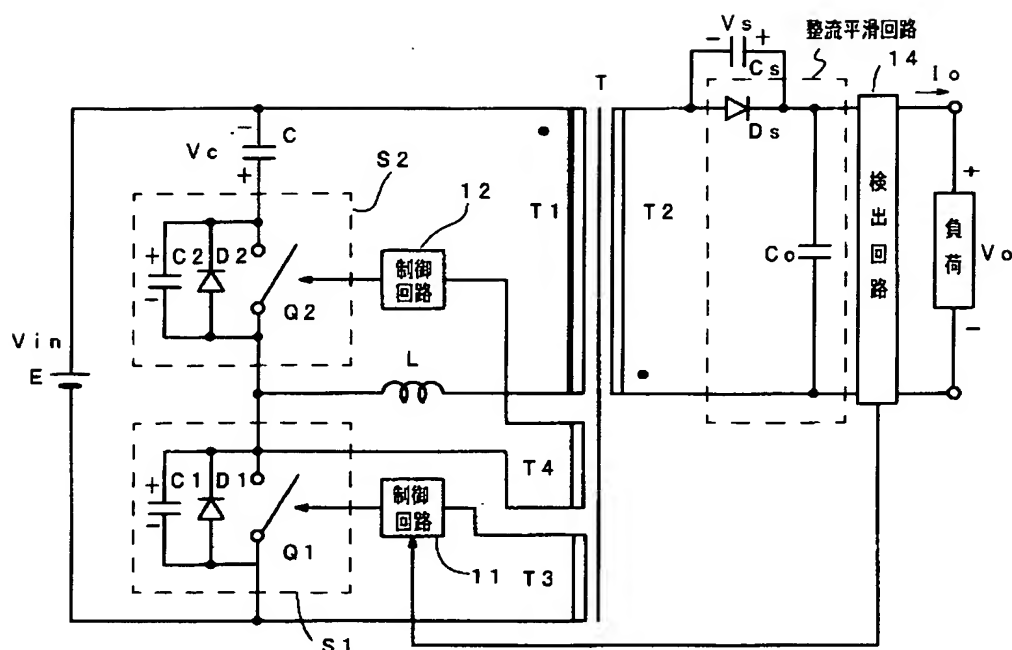 Vs
- +
Cs
整流平滑回路
14
Io
T
Ds
- C
Vc
+
S2
12
T1
T2
検出回路
+
負荷
Vo
-
Co
+
C2
D2
-
Q2
制御
回路
Vin
E
L
T4
+
C1
D1
-
Q1
制御
回路
11
T3
S1